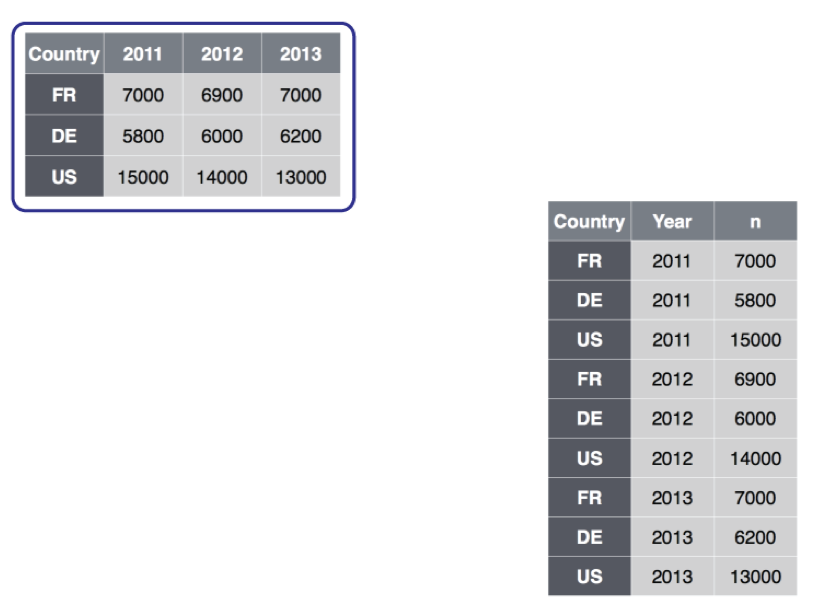 Country 2011 2012 2013
FR 7000 6900 7000
DE 5800 6000 6200
US 15000 14000 13000
Country Year n
FR 2011 7000
DE 2011 5800
US 2011 15000
FR 2012 6900
DE 2012 6000
US 2012 14000
FR 2013 7000
DE 2013 6200
US 2013 13000